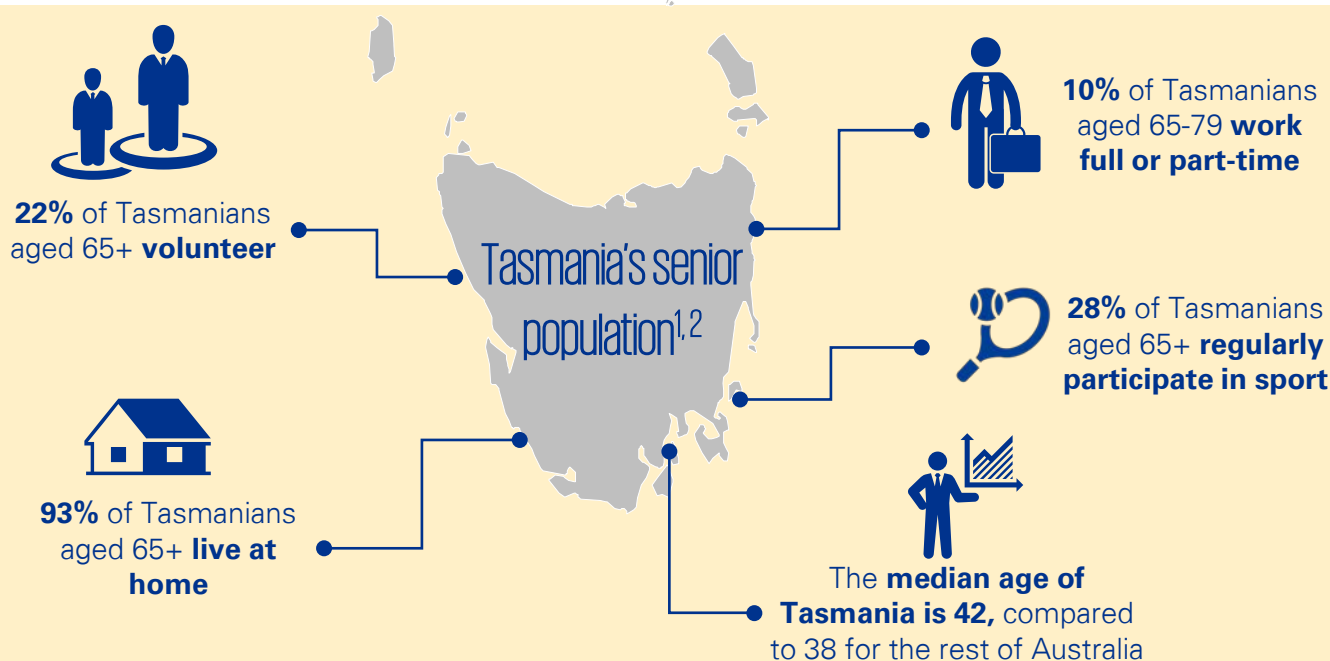 22% of Tasmanians
aged 65+ volunteer
93% of Tasmanians
aged 65+ live at
home
Tasmania's senior
population1, 2
10% of Tasmanians
aged 65-79 work
full or part-time
28% of Tasmanians
aged 65+ regularly
participate in sport
The median age of
Tasmania is 42, compared
to 38 for the rest of Australia